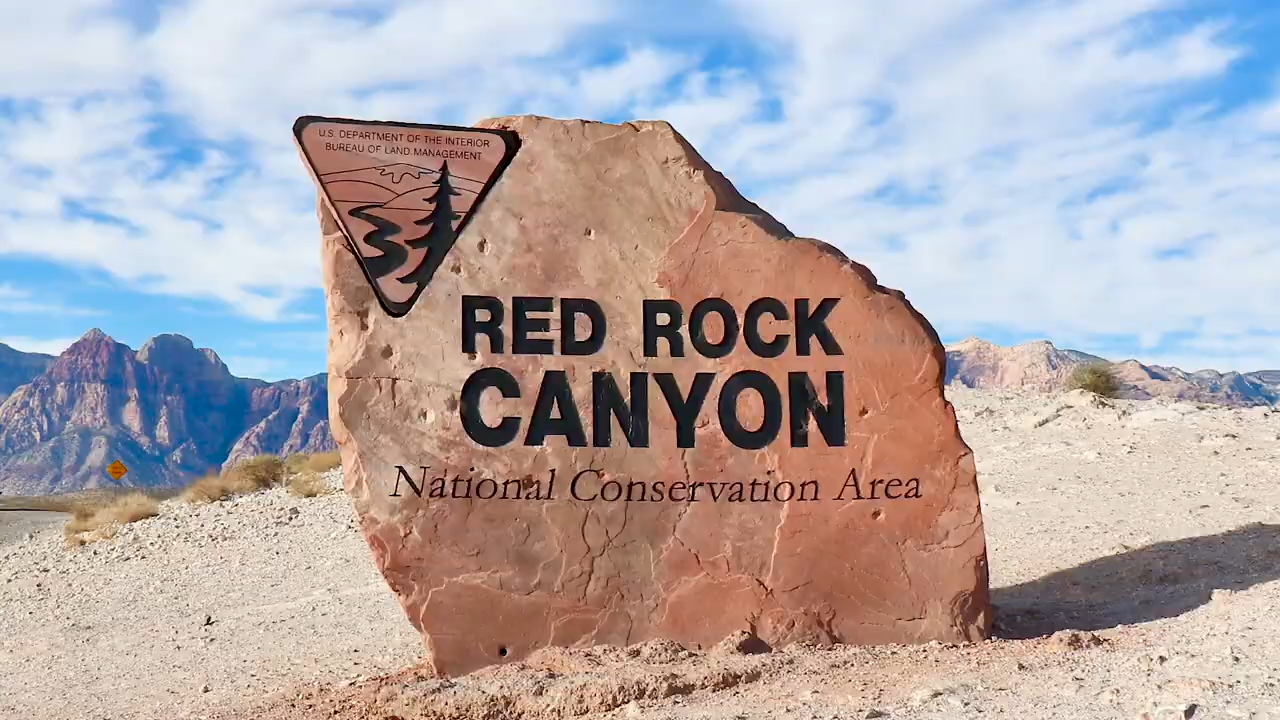 U.S. DEPARTMENT OF THE INTERIOR
BUREAU OF LAND MANAGEMENT
RED ROCK
CANYON
National Conservation Area